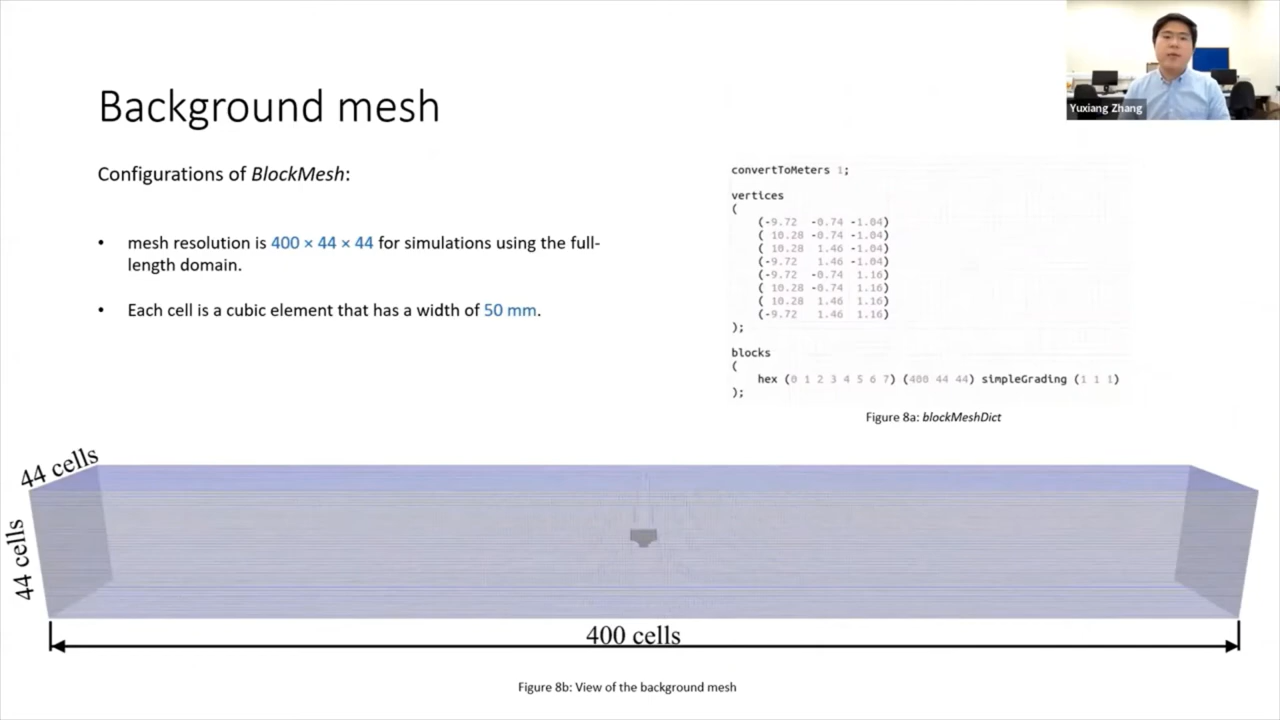 Yuxiang Zhang
Background mesh
Configurations of BlockMesh:
• mesh resolution is 400 × 44 × 44 for simulations using the full-
length domain.
• Each cell is a cubic element that has a width of 50 mm.
convertToMeters 1;
vertices
(
(-9.72 -0.74 -1.04)
( 10.28 -0.74 -1.04)
( 10.28 1.46 -1.04)
(-9.72 1.46 -1.04)
(-9.72 -0.74 1.16)
( 10.28 -0.74 1.16)
( 10.28 1.46 1.16)
(-9.72 1.46 1.16)
);
blocks
(
hex (0 1 2 3 4 5 6 7) (400 44 44) simpleGrading (1 1 1)
);
Figure 8a: blockMeshDict
44 cells
44 cells
400 cells
Figure 8b: View of the background mesh